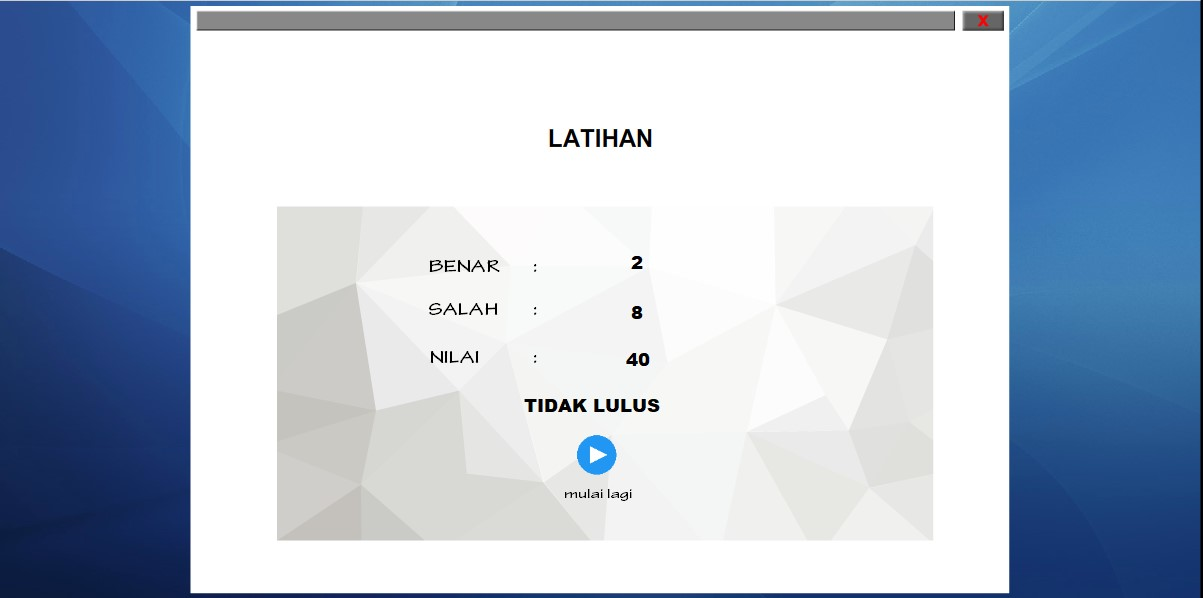 X
LATIHAN
BENAR : 2
SALAH : 8
NILAI : 40
TIDAK LULUS
mulai lagi